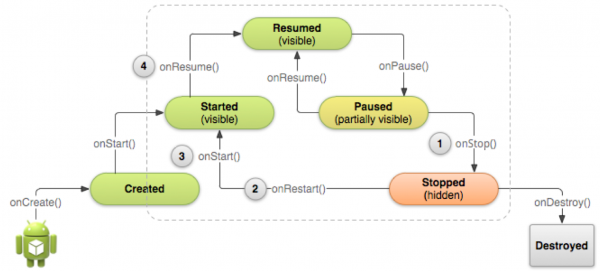 Resumed
(visible)
4
onResume()
onResume()
onPause()
Started
(visible)
Paused
(partially visible)
onStart()
3
onStart()
1
onStop()
Created
2
onRestart()
Stopped
(hidden)
onCreate()
onDestroy()
Destroyed